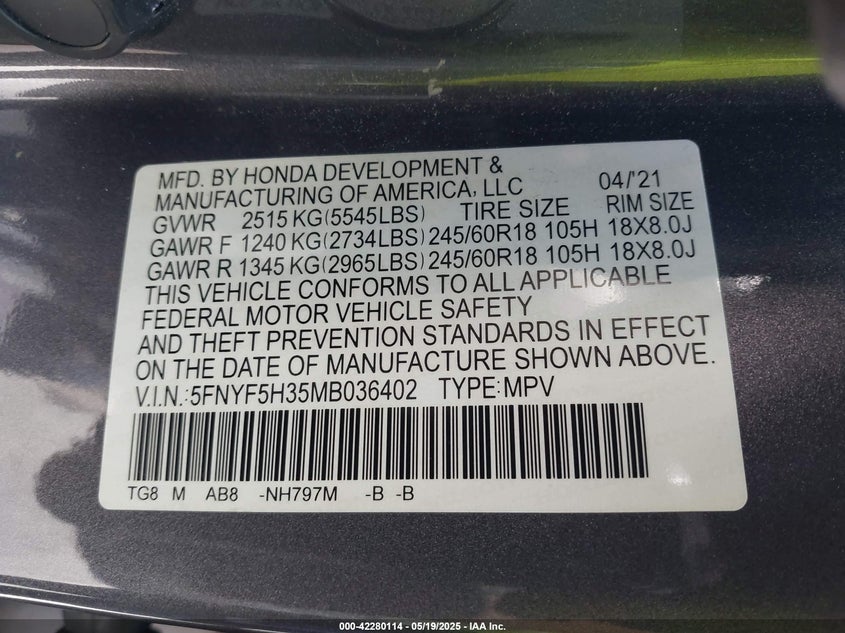 MFD. BY HONDA DEVELOPMENT &
MANUFACTURING OF AMERICA, LLC 04/'21
GVWR 2515 KG(5545LBS) TIRE SIZE RIM SIZE
GAWR F 1240 KG(2734LBS) 245/60R18 105H 18X8.0J
GAWR R 1345 KG(2965LBS) 245/60R18 105H 18X8.0J
THIS VEHICLE CONFORMS TO ALL APPLICABLE
FEDERAL MOTOR VEHICLE SAFETY
AND THEFT PREVENTION STANDARDS IN EFFECT
ON THE DATE OF MANUFACTURE SHOWN ABOVE.
V.I.N.:5FNYF5H35MB036402 TYPE:MPV
TG8 M AB8 -NH797M -B -B
000-42280114 - 05/19/2025 - IAA Inc.